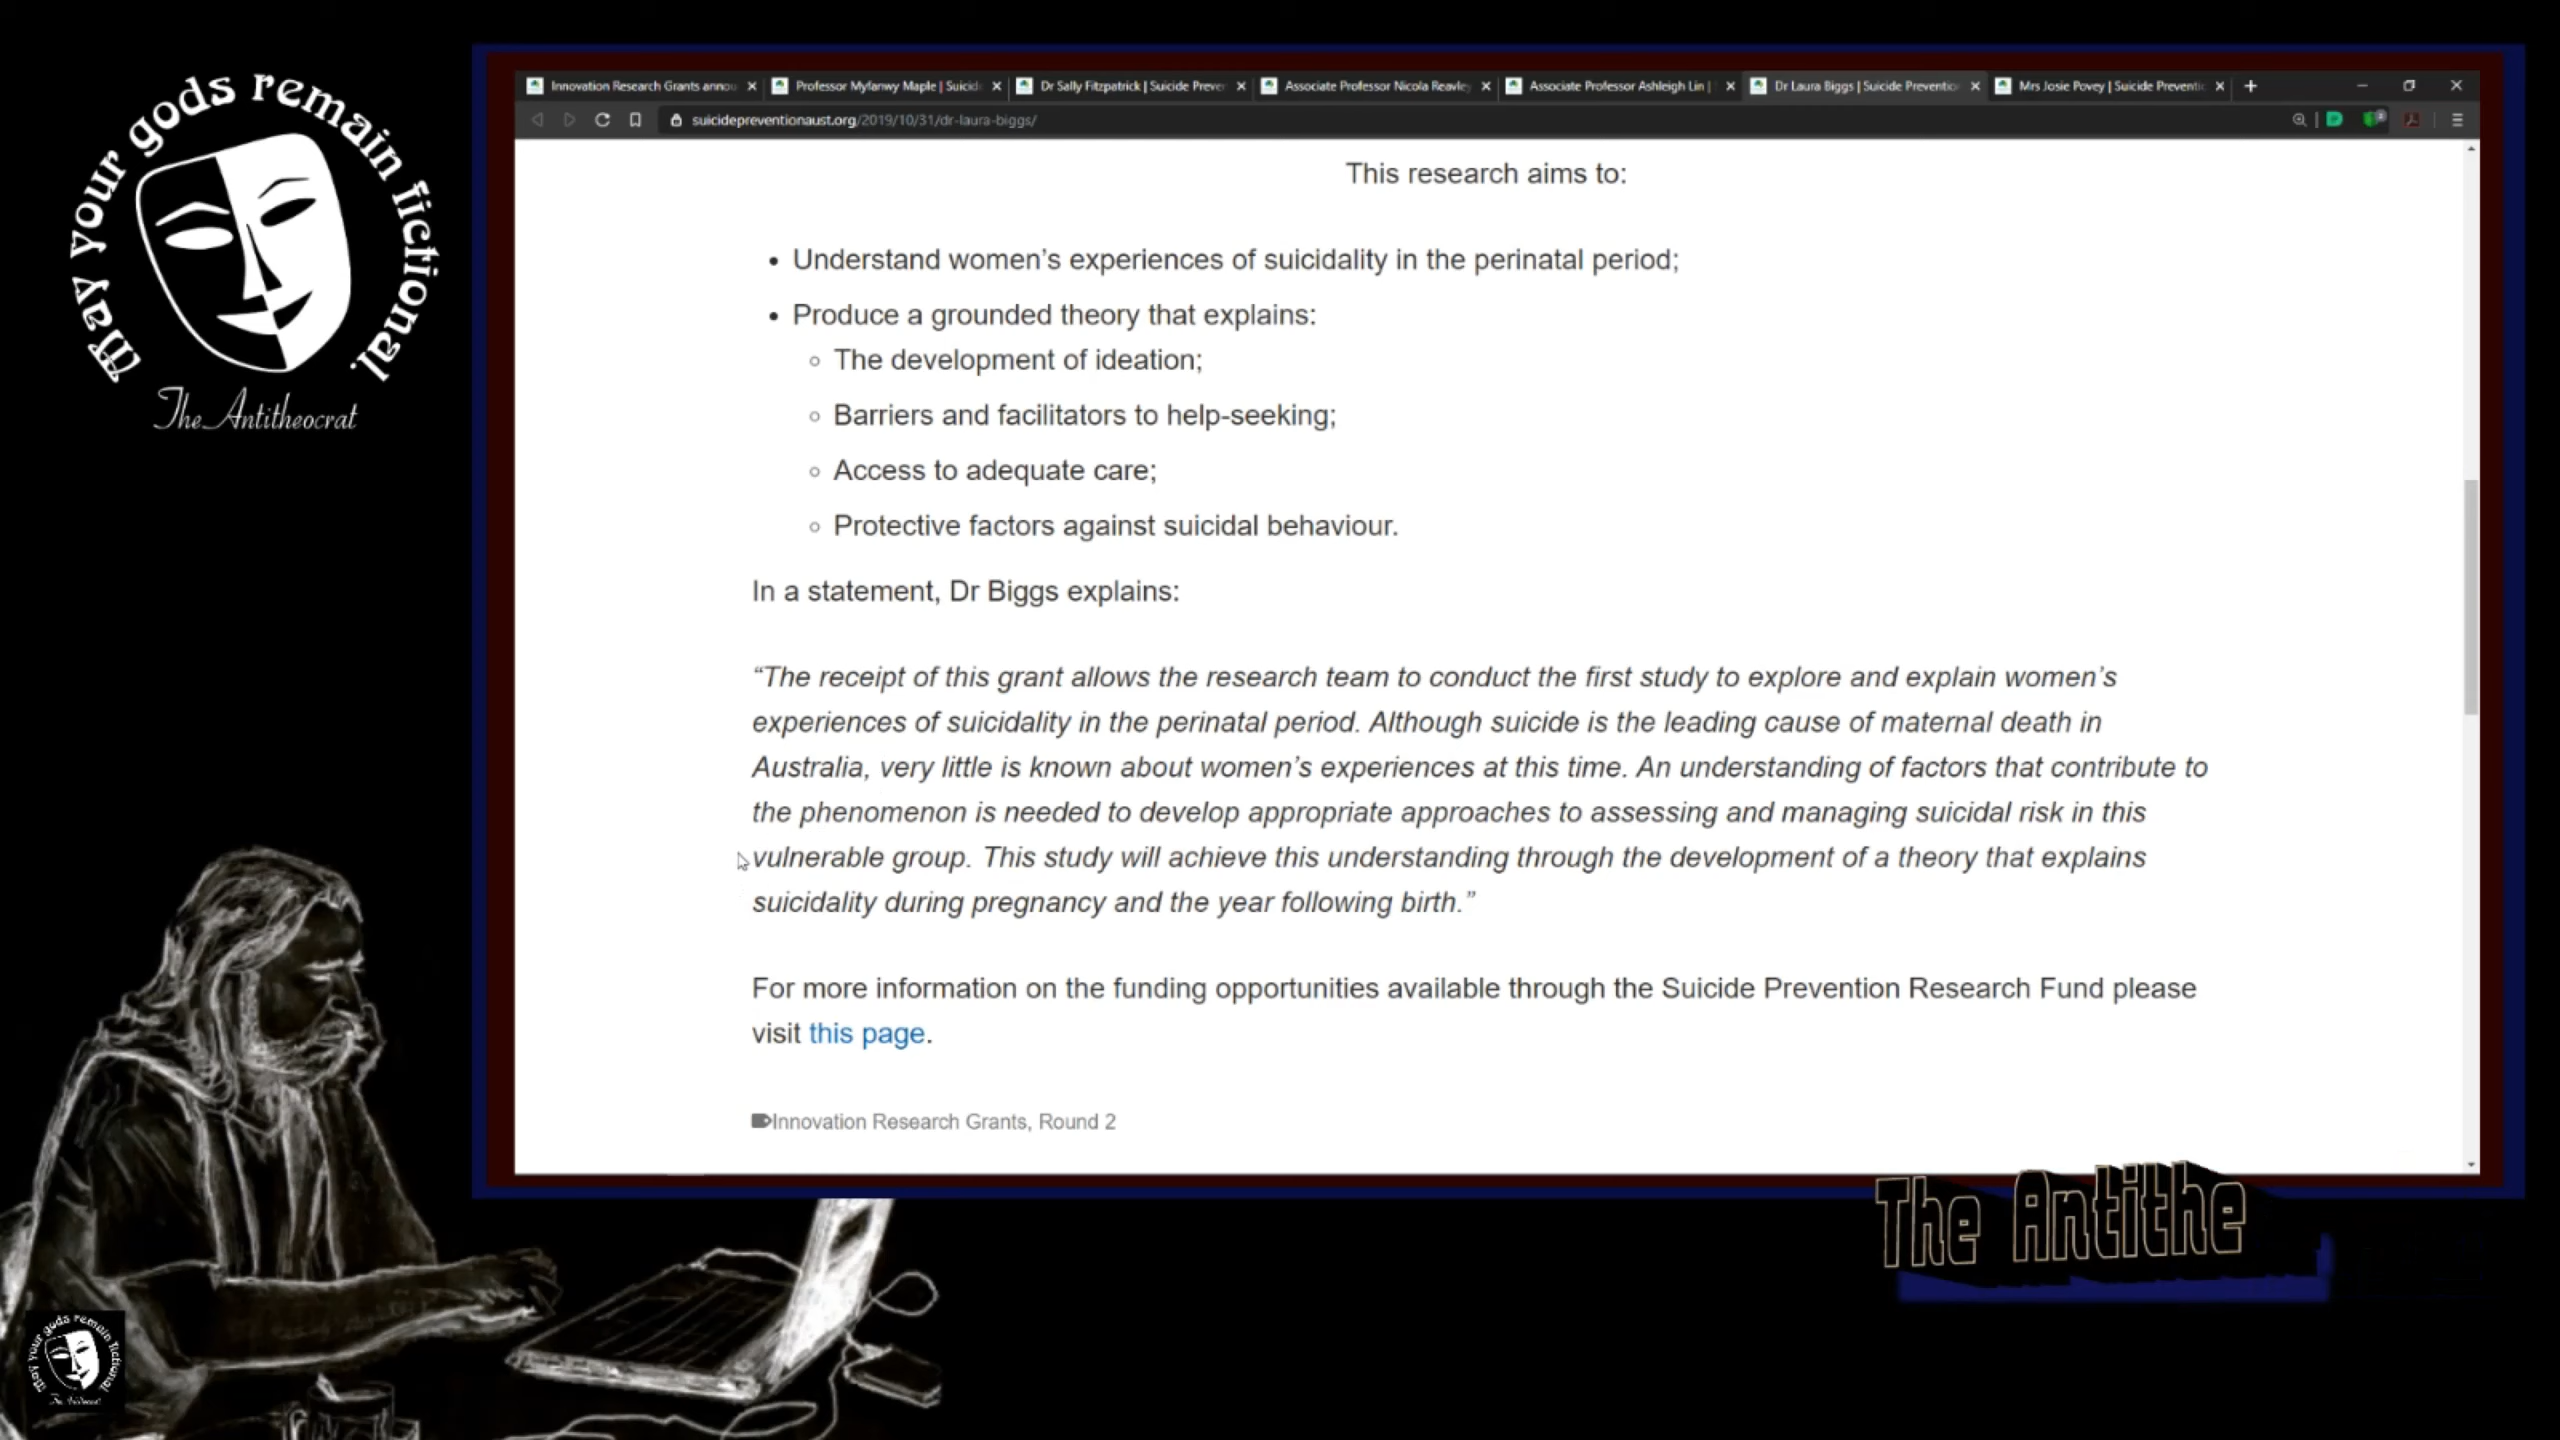 May your gods remain fictional.
The Antitheocrat
Innovation Research Grants annou
Professor Myfanwy Maple | Suicid
Dr Sally Fitzpatrick | Suicide Preve
Associate Professor Nicola Reavle
Associate Professor Ashleigh Lin |
Dr Laura Biggs | Suicide Preventio
Mrs Josie Povey | Suicide Preventi
suicidepreventionaust.org/2019/10/31/dr-laura-biggs/
This research aims to:
• Understand women’s experiences of suicidality in the perinatal period;
• Produce a grounded theory that explains:
○ The development of ideation;
○ Barriers and facilitators to help-seeking;
○ Access to adequate care;
○ Protective factors against suicidal behaviour.
In a statement, Dr Biggs explains:
“The receipt of this grant allows the research team to conduct the first study to explore and explain women’s
experiences of suicidality in the perinatal period. Although suicide is the leading cause of maternal death in
Australia, very little is known about women’s experiences at this time. An understanding of factors that contribute to
the phenomenon is needed to develop appropriate approaches to assessing and managing suicidal risk in this
vulnerable group. This study will achieve this understanding through the development of a theory that explains
suicidality during pregnancy and the year following birth.”
For more information on the funding opportunities available through the Suicide Prevention Research Fund please
visit this page.
Innovation Research Grants, Round 2
The Antithe
May your gods remain fictional.
The Antitheocrat